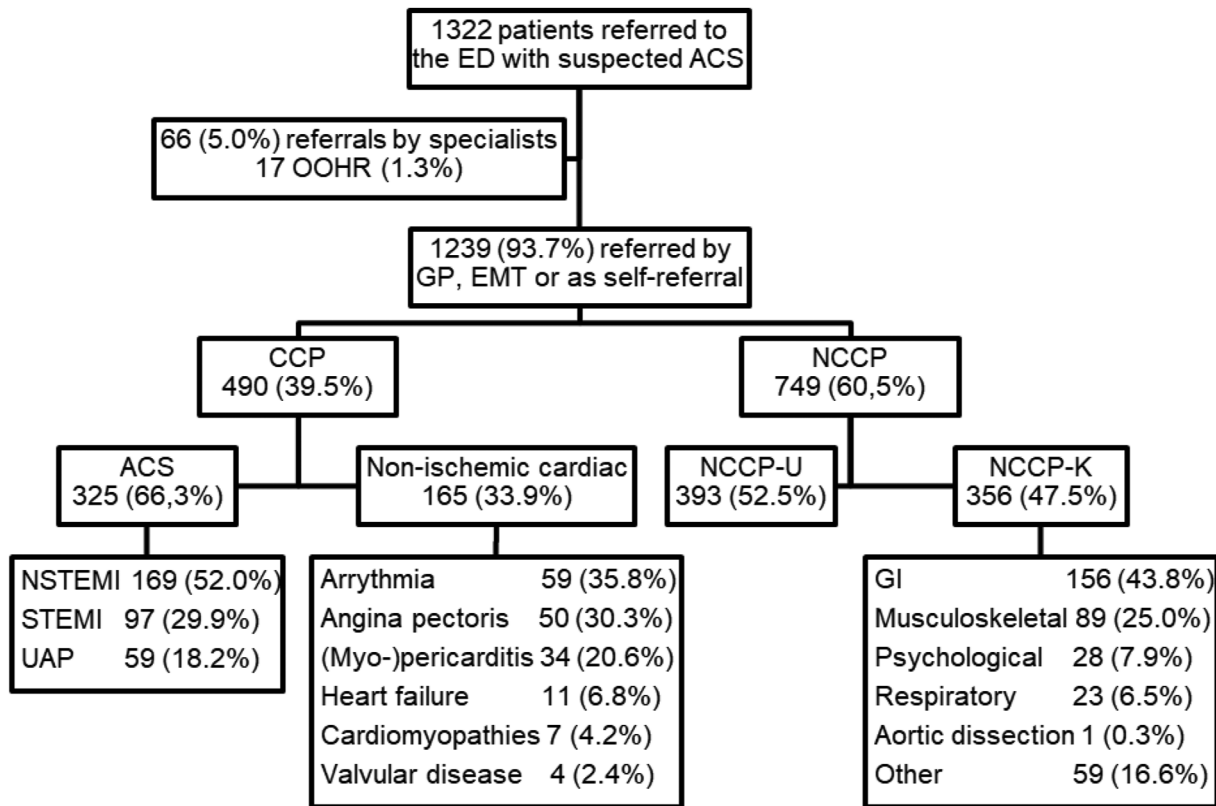 1322 patients referred to
the ED with suspected ACS
66 (5.0%) referrals by specialists
17 OOHR (1.3%)
1239 (93.7%) referred by
GP, EMT or as self-referral
CCP
490 (39.5%)
NCCP
749 (60,5%)
ACS
325 (66,3%)
Non-ischemic cardiac
165 (33.9%)
NCCP-U
393 (52.5%)
NCCP-K
356 (47.5%)
NSTEMI 169 (52.0%)
STEMI 97 (29.9%)
UAP 59 (18.2%)
Arrythmia 59 (35.8%)
Angina pectoris 50 (30.3%)
(Myo-)pericarditis 34 (20.6%)
Heart failure 11 (6.8%)
Cardiomyopathies 7 (4.2%)
Valvular disease 4 (2.4%)
GI 156 (43.8%)
Musculoskeletal 89 (25.0%)
Psychological 28 (7.9%)
Respiratory 23 (6.5%)
Aortic dissection 1 (0.3%)
Other 59 (16.6%)